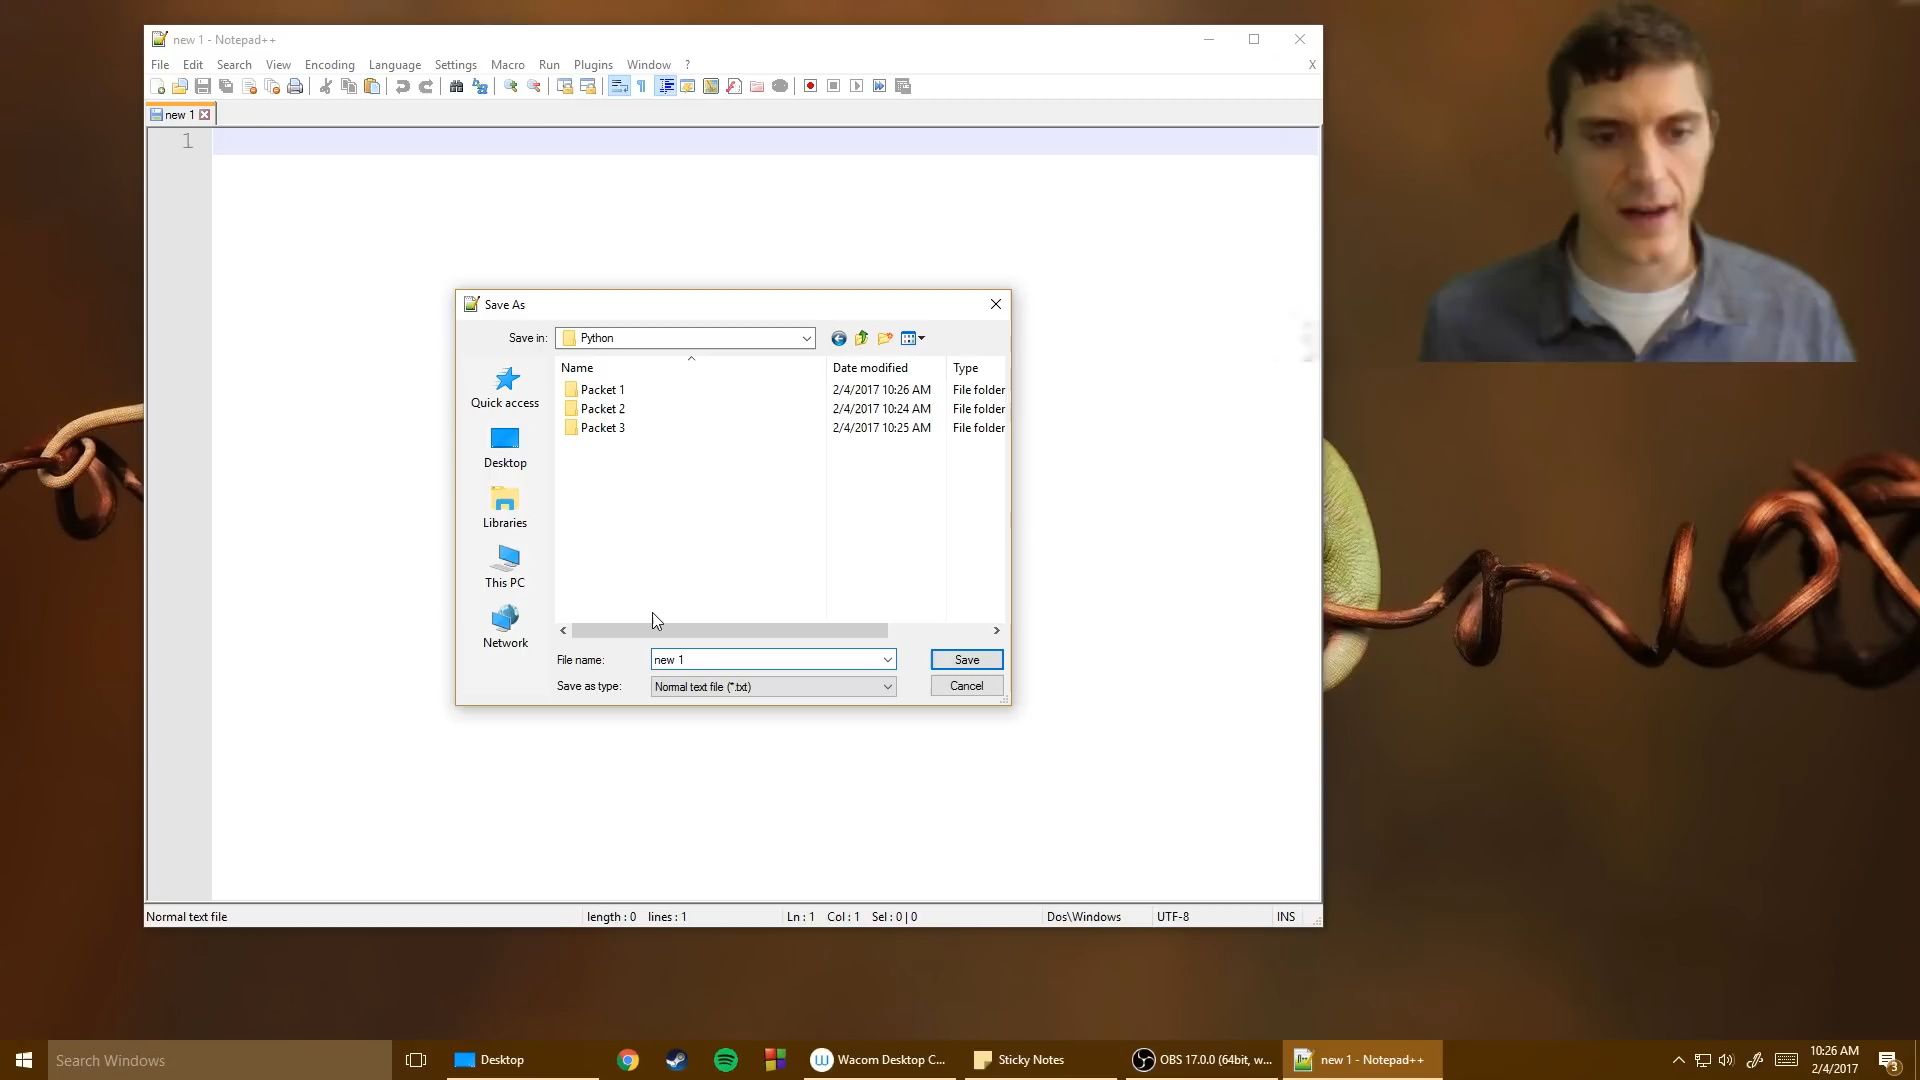 new 1 - Notepad++
File Edit Search View Encoding Language Settings Macro Run Plugins Window ? X
new 1
1
Save As
Save in: Python
Name Date modified Type
Packet 1 2/4/2017 10:26 AM File folder
Packet 2 2/4/2017 10:24 AM File folder
Packet 3 2/4/2017 10:25 AM File folder
Quick access
Desktop
Libraries
This PC
Network
File name: new 1 Save
Save as type: Normal text file (*.txt) Cancel
Normal text file length : 0 lines : 1 Ln : 1 Col : 1 Sel : 0 | 0 Dos\Windows UTF-8 INS
Search Windows Desktop Wacom Desktop C... Sticky Notes OBS 17.0.0 (64bit, w... new 1 - Notepad++ 10:26 AM
2/4/2017
3